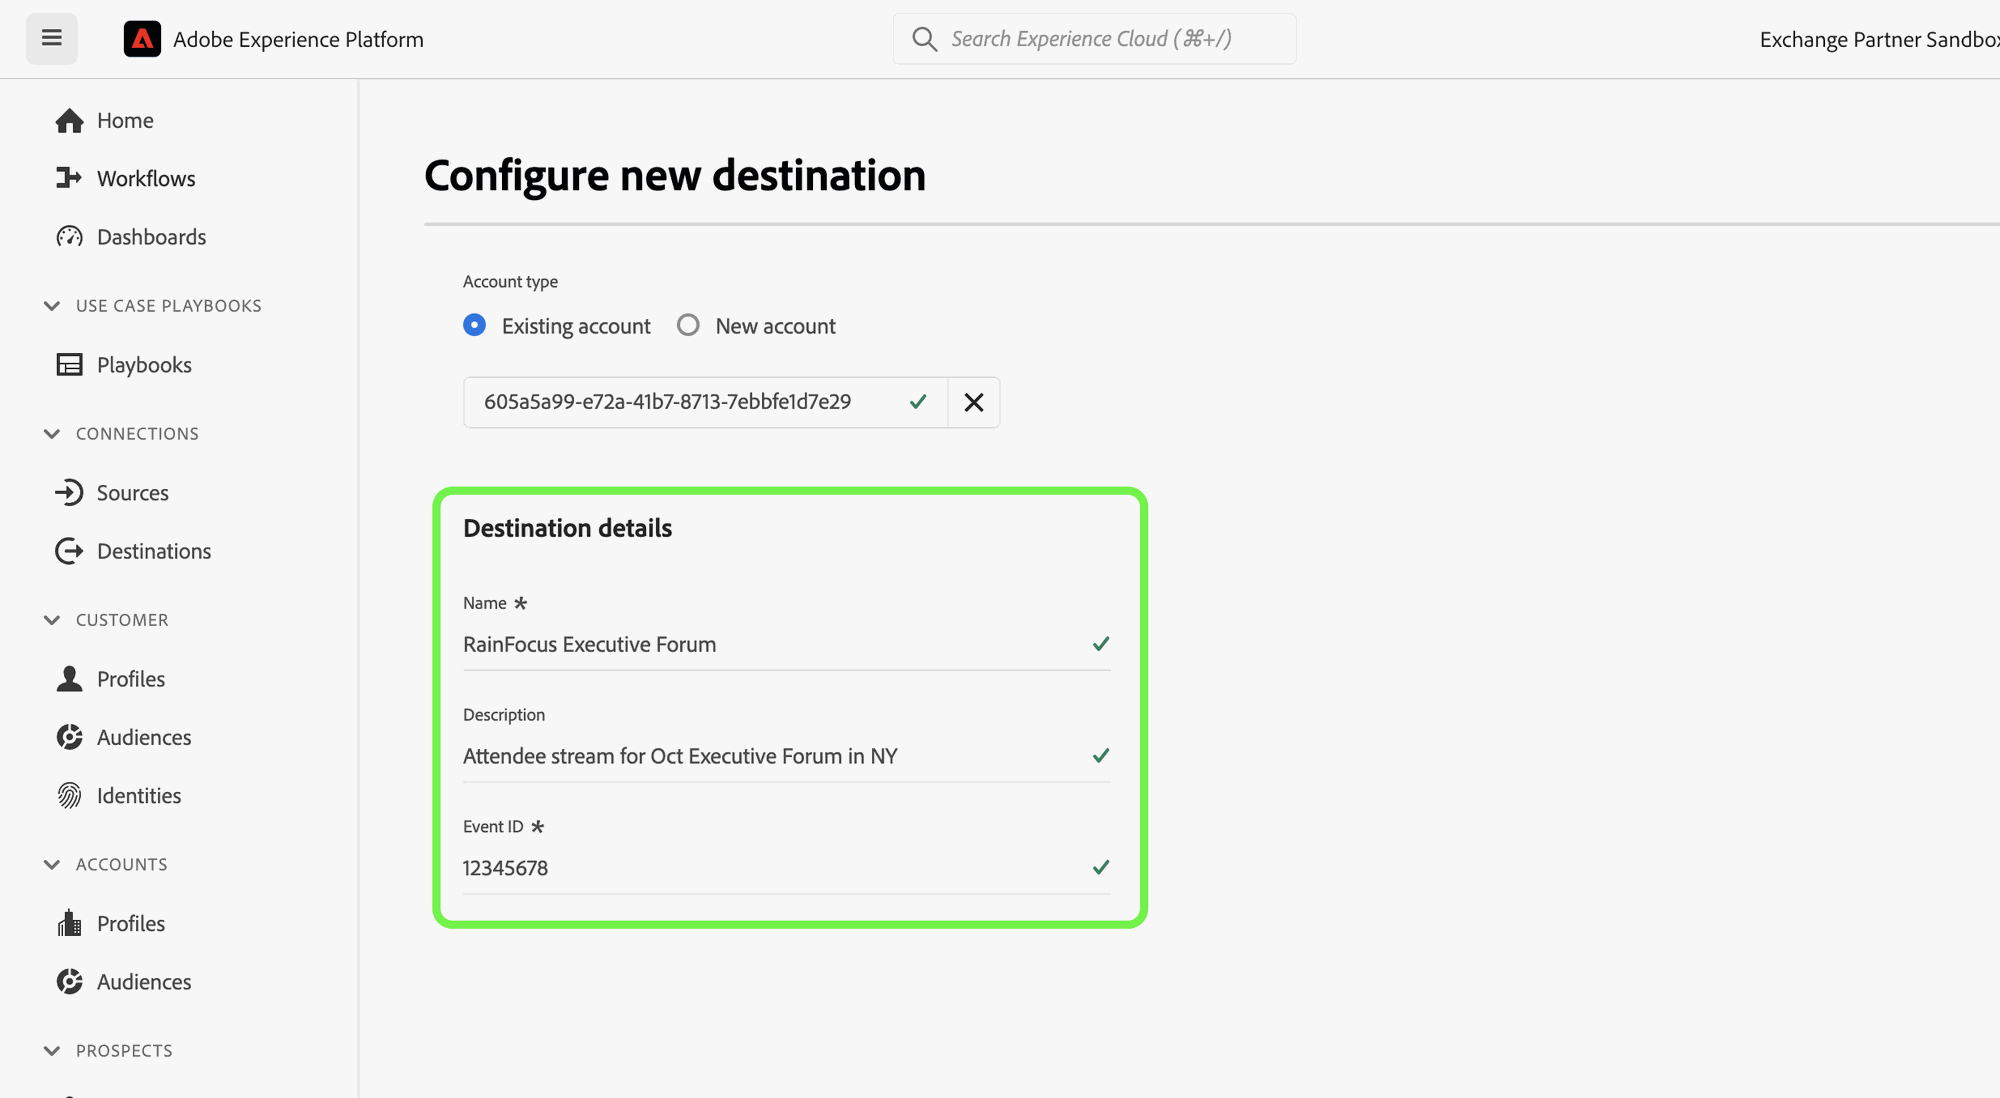 Adobe Experience Platform
Search Experience Cloud (⌘+/)
Exchange Partner Sandbox
Home
Workflows
Dashboards
USE CASE PLAYBOOKS
Playbooks
CONNECTIONS
Sources
Destinations
CUSTOMER
Profiles
Audiences
Identities
ACCOUNTS
Profiles
Audiences
PROSPECTS
Configure new destination
Account type
Existing account
New account
605a5a99-e72a-41b7-8713-7ebbfe1d7e29
Destination details
Name *
RainFocus Executive Forum
Description
Attendee stream for Oct Executive Forum in NY
Event ID *
12345678